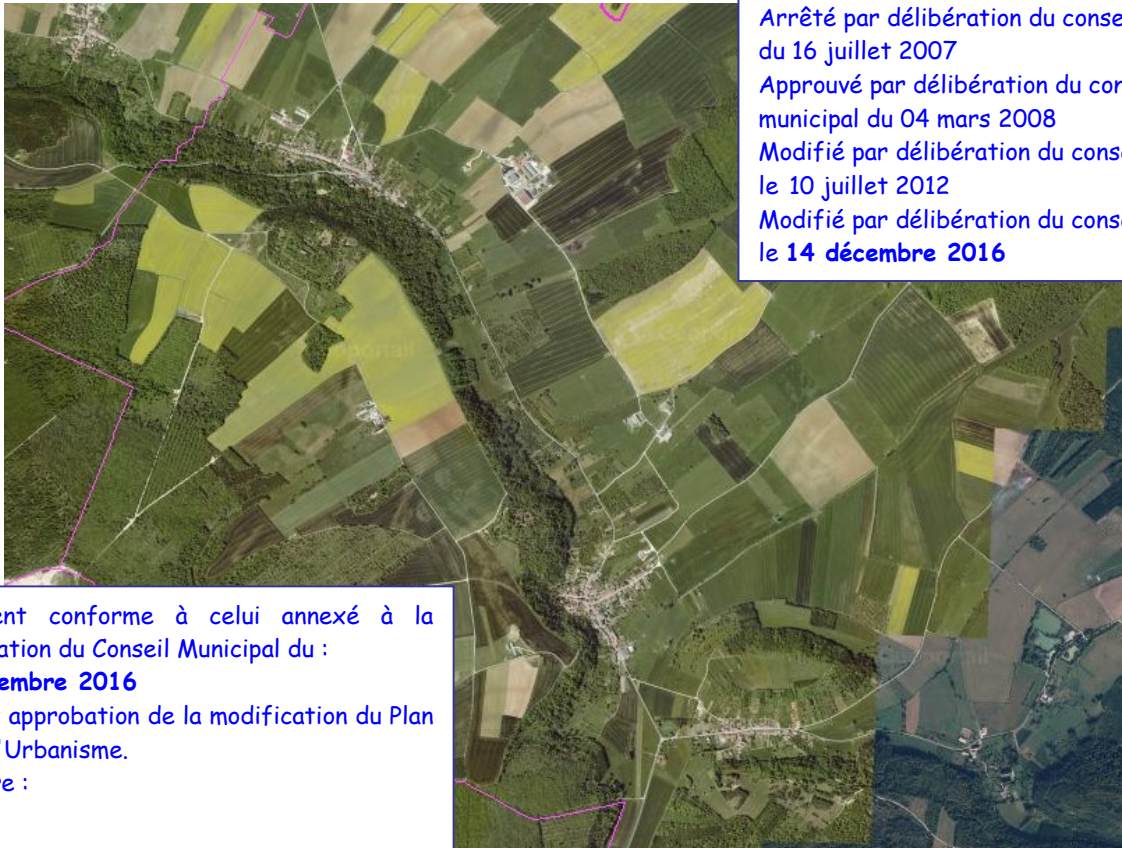 Arrêté par délibération du conse
du 16 juillet 2007
Approuvé par délibération du con
municipal du 04 mars 2008
Modifié par délibération du conse
le 10 juillet 2012
Modifié par délibération du conse
le 14 décembre 2016
ent conforme à celui annexé à la
ation du Conseil Municipal du :
embre 2016
approbation de la modification du Plan
'Urbanisme.
re :